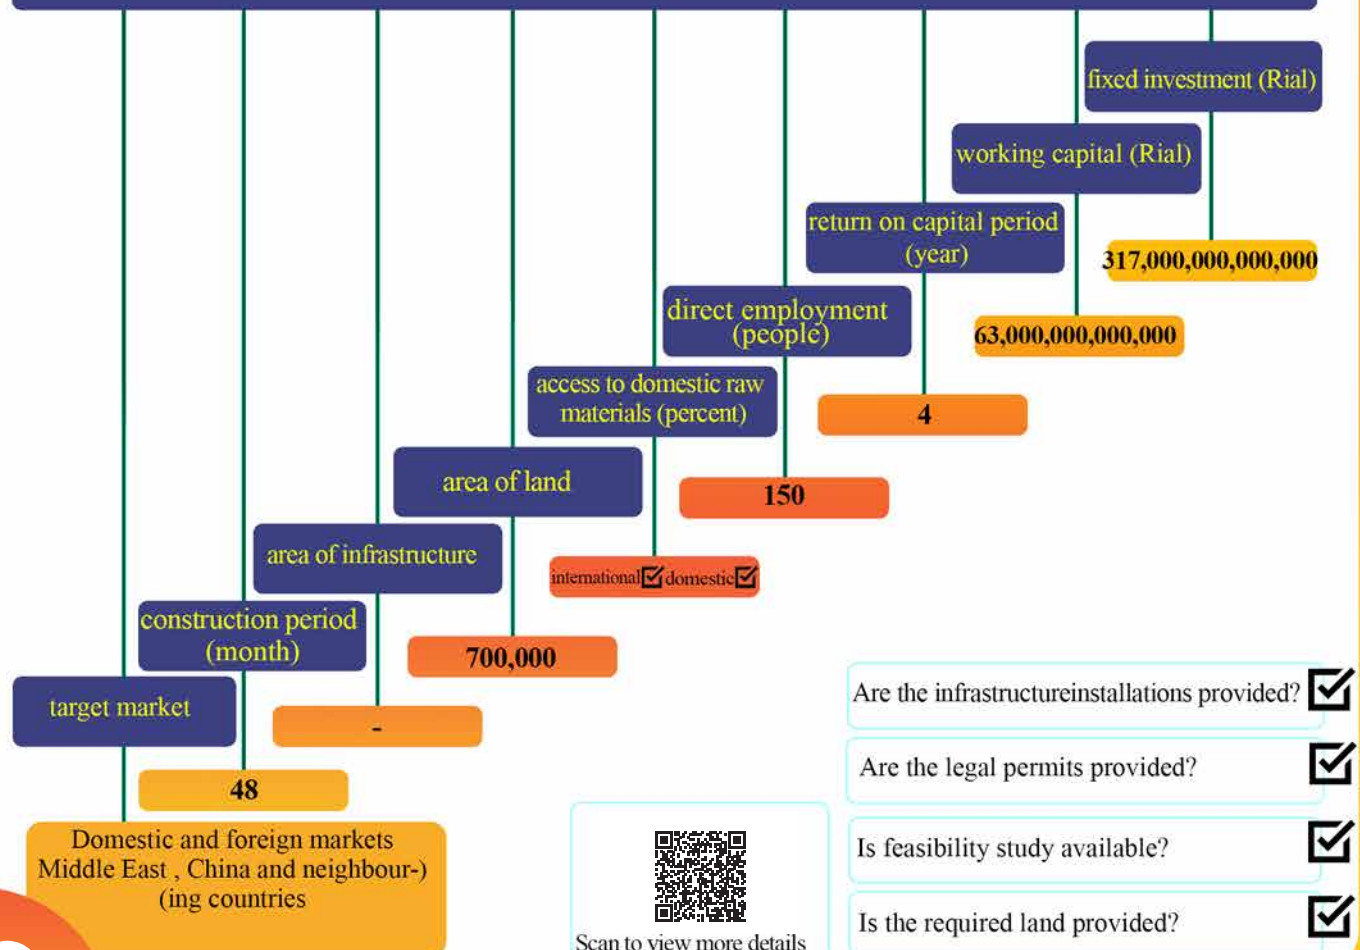 fixed investment (Rial)
working capital (Rial)
return on capital period
(year)
317,000,000,000,000
direct employment
(people)
63,000,000,000,000
access to domestic raw
materials (percent)
4
area of land
150
area of infrastructure
international domestic
construction period
(month)
700,000
target market
-
48
Domestic and foreign markets
Middle East , China and neighbour-)
(ing countries
Are the infrastructureinstallations provided?
Are the legal permits provided?
Is feasibility study available?
Is the required land provided?
Scan to view more details